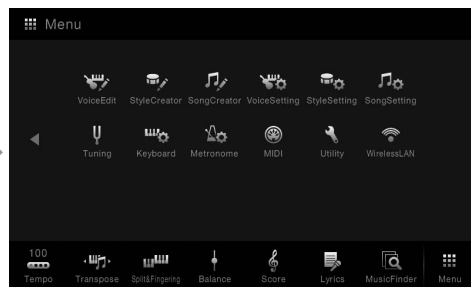 Menu
VoiceEdit StyleCreator SongCreator VoiceSetting StyleSetting SongSetting
Tuning Keyboard Metronome MIDI Utility WirelessLAN
100
Tempo Transpose Split&Fingering Balance Score Lyrics MusicFinder Menu